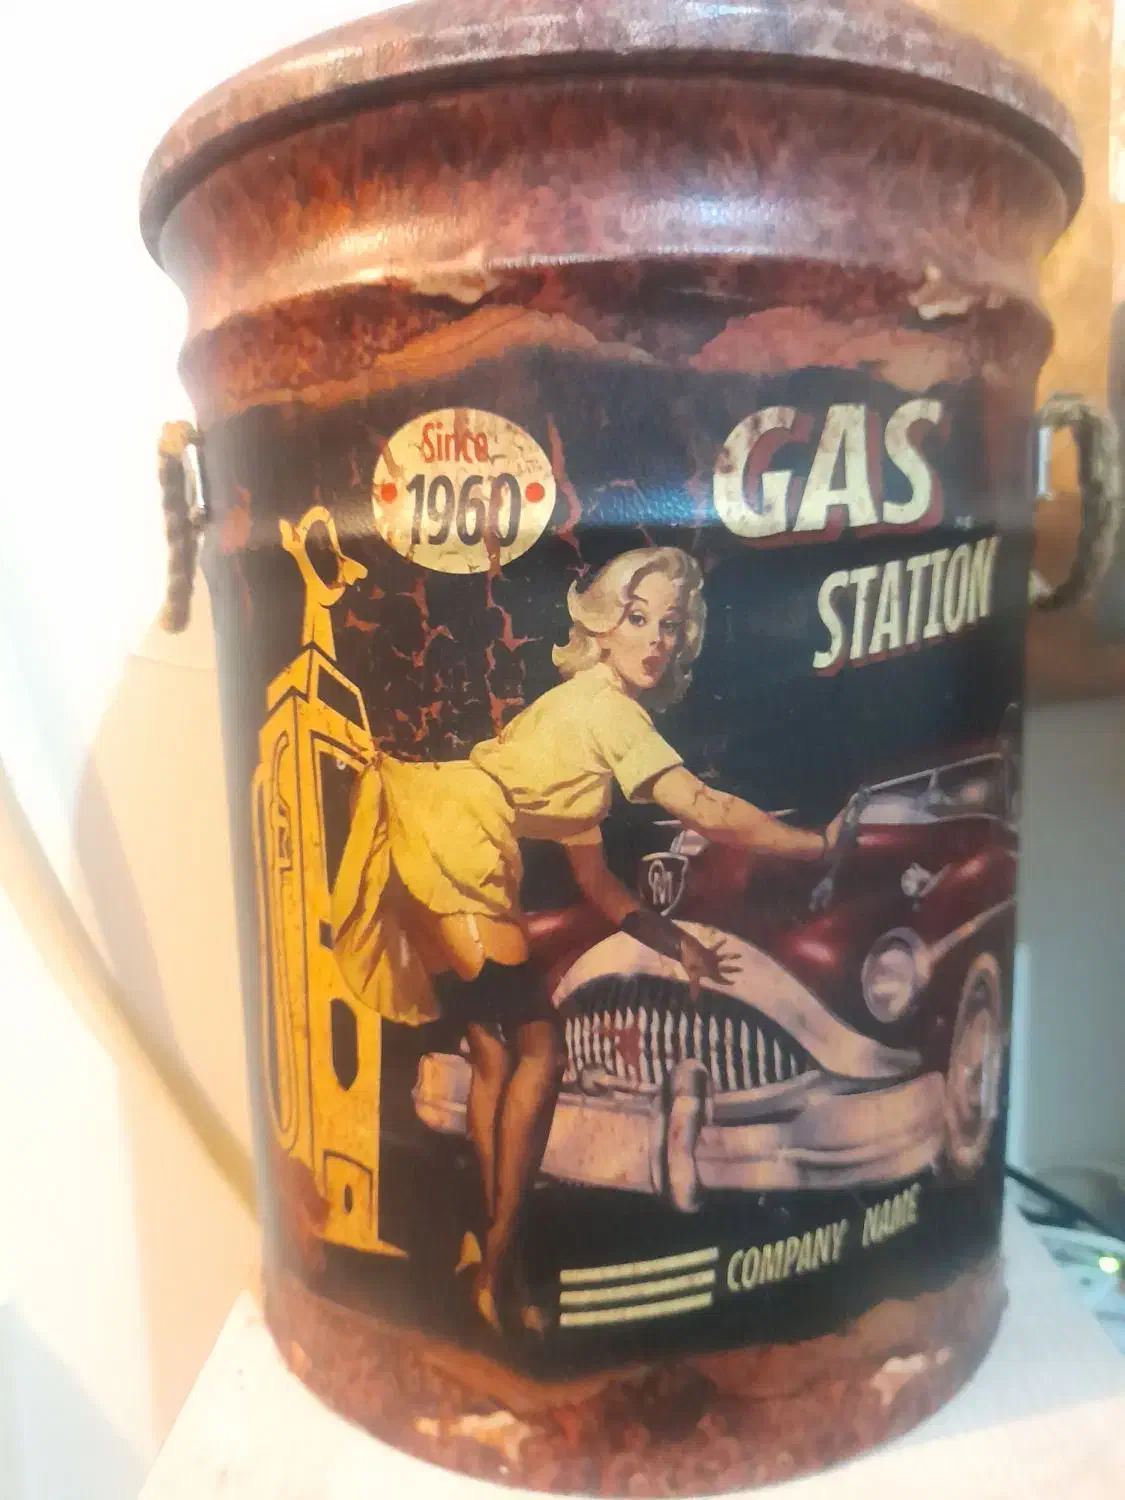 Since
1960
GAS
STATION
COMPANY NAME